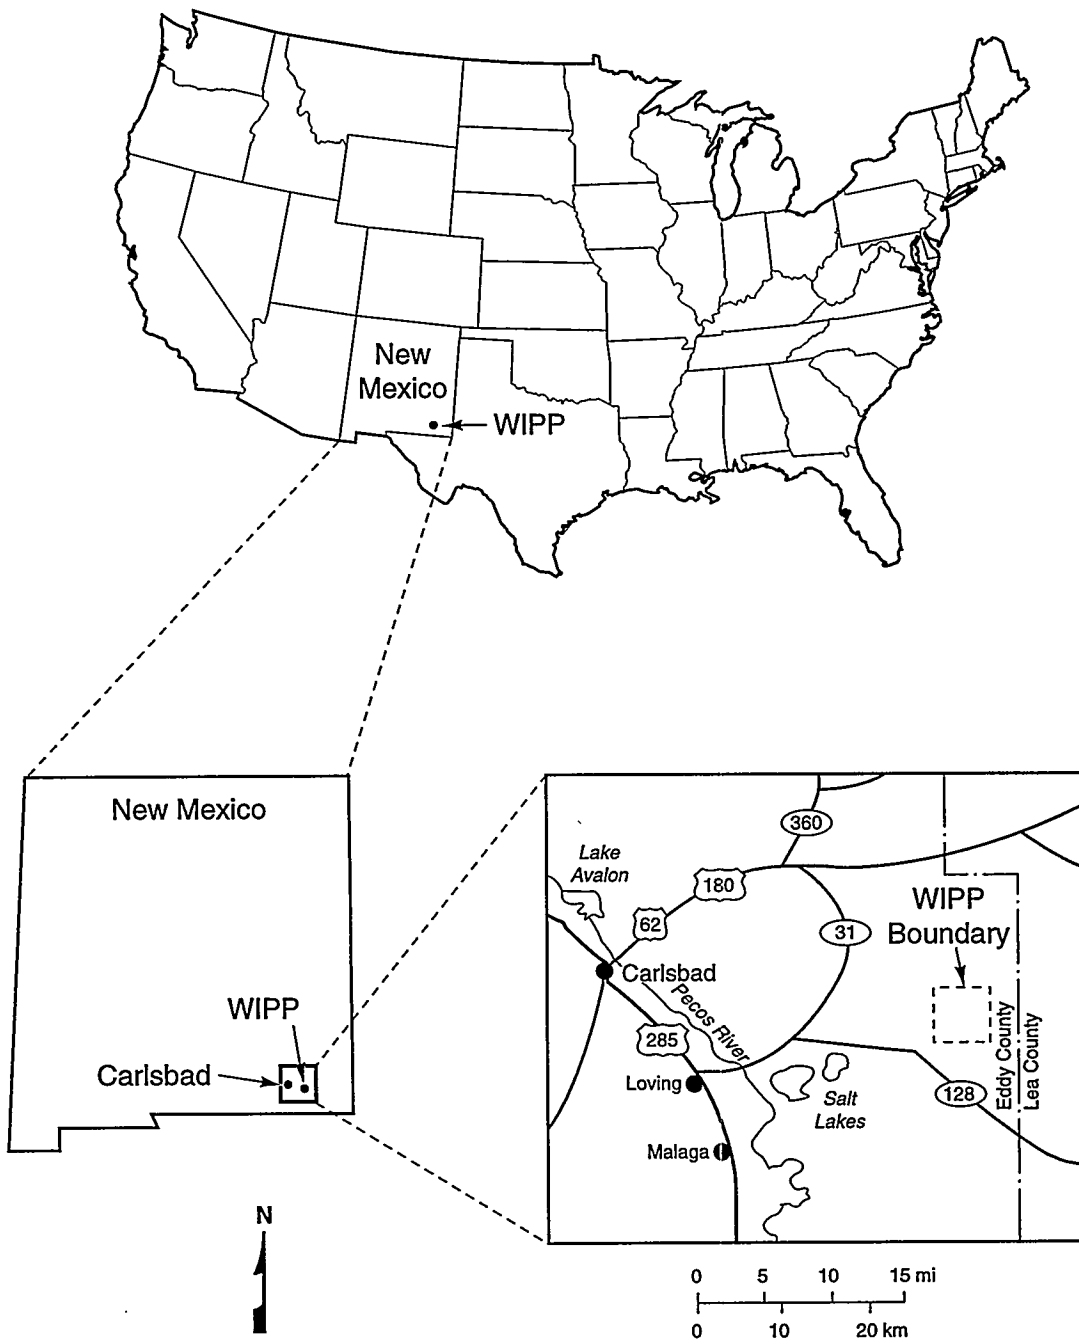 New
Mexico
WIPP
New Mexico
WIPP
Carlsbad
N
360
Lake
Avalon
180
WIPP
Boundary
62
31
Carlsbad
Pecos River
285
Eddy County
Lea County
Loving
Salt
Lakes
128
Malaga
0 5 10 15 mi
0 10 20 km